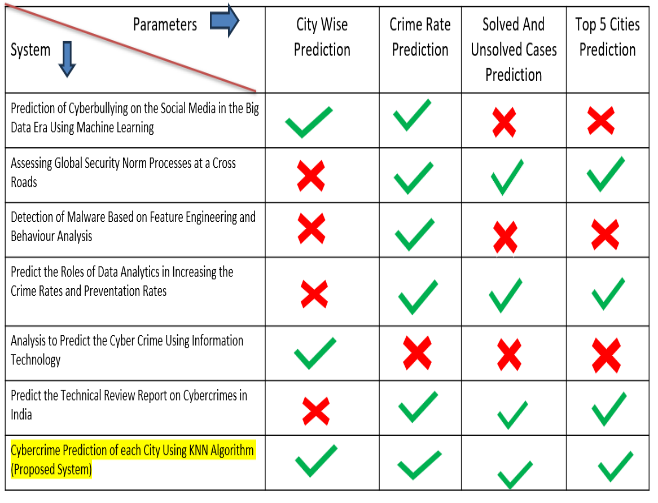 Parameters
System
City Wise
Prediction
Crime Rate
Prediction
Solved And
Unsolved Cases
Prediction
Top 5 Cities
Prediction
Prediction of Cyberbullying on the Social Media in the Big
Data Era Using Machine Learning
Assessing Global Security Norm Processes at a Cross
Roads
Detection of Malware Based on Feature Engineering and
Behaviour Analysis
Predict the Roles of Data Analytics in Increasing the
Crime Rates and Preventation Rates
Analysis to Predict the Cyber Crime Using Information
Technology
Predict the Technical Review Report on Cybercrimes in
India
Cybercrime Prediction of each City Using KNN Algorithm
(Proposed System)